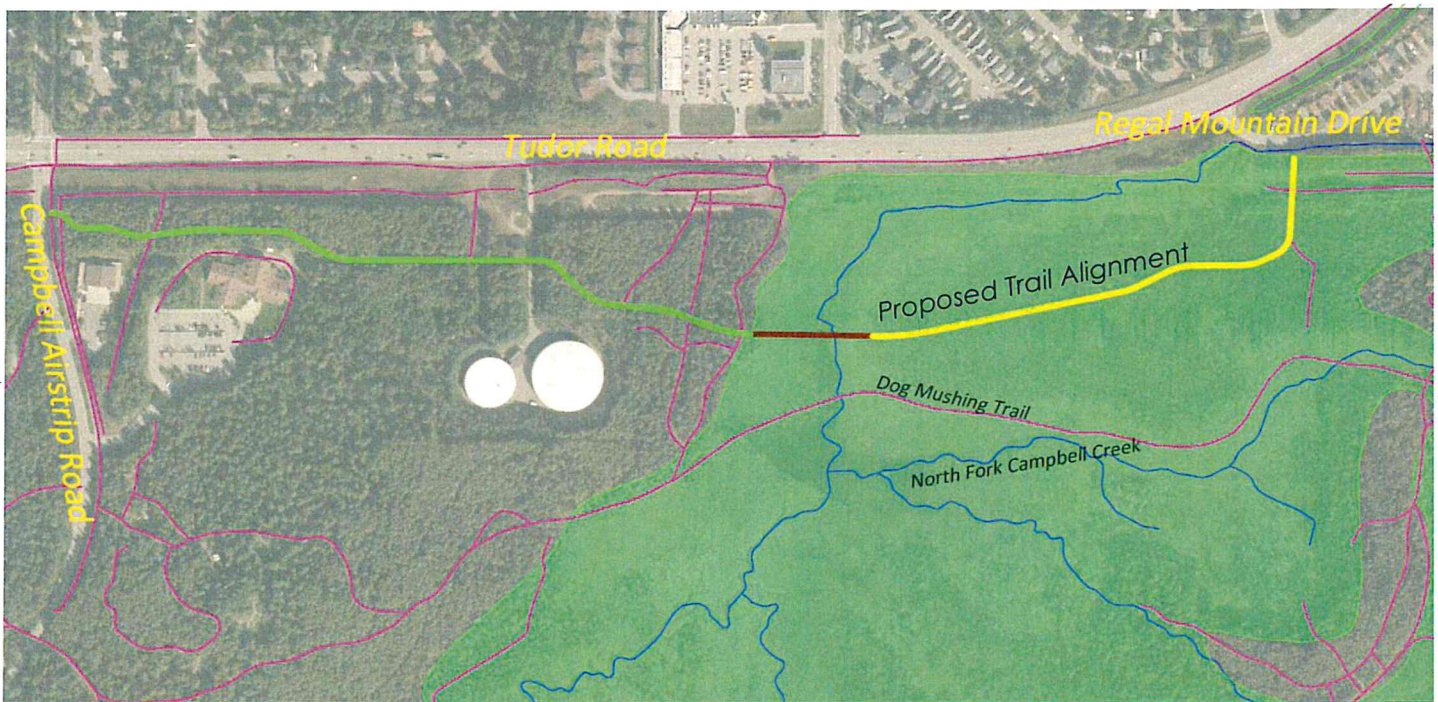 Tudor Road
Regal Mountain Drive
Campbell Airstrip Road
Proposed Trail Alignment
Dog Mushing Trail
North Fork Campbell Creek